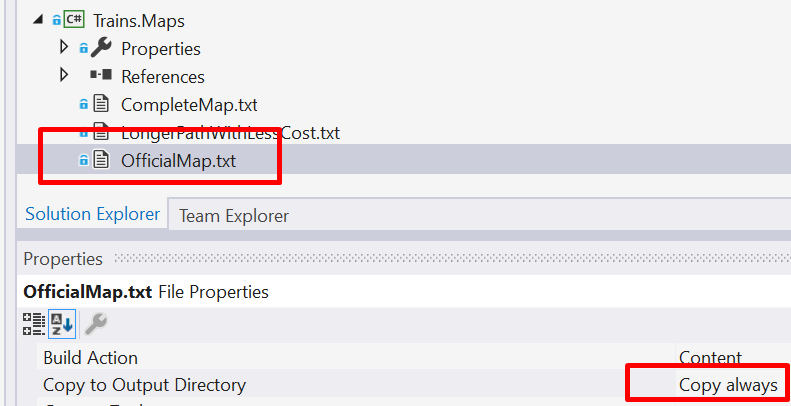 C# Trains.Maps
Properties
References
CompleteMap.txt
LongerPathWithLessCost.txt
OfficialMap.txt
Solution Explorer Team Explorer
Properties
OfficialMap.txt File Properties
A Z
Build Action Content
Copy to Output Directory Copy always